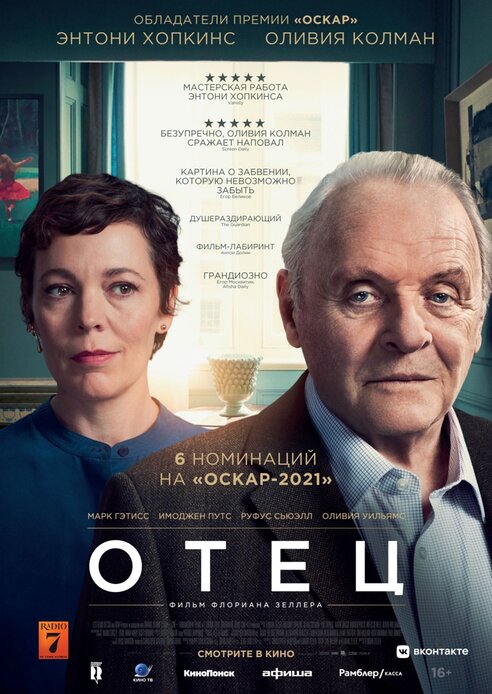 ОБЛАДАТЕЛИ ПРЕМИИ «ОСКАР»
ЭНТОНИ ХОПКИНС ОЛИВИЯ КОЛМАН
★★★★★
МАСТЕРСКАЯ РАБОТА
ЭНТОНИ ХОПКИНСА
Variety
★★★★★
БЕЗУПРЕЧНО, ОЛИВИЯ КОЛМАН
СРАЖАЕТ НАПОВАЛ
Screen Daily
КАРТИНА О ЗАБВЕНИИ,
КОТОРУЮ НЕВОЗМОЖНО
ЗАБЫТЬ
Егор Беликов
ДУШЕРАЗДИРАЮЩИЙ
The Guardian
ФИЛЬМ-ЛАБИРИНТ
Антон Долин
ГРАНДИОЗНО
Егор Москвитин,
Afisha Daily
6 НОМИНАЦИЙ
НА «ОСКАР-2021»
МАРК ГЭТИСС ИМОДЖЕН ПУТС РУФУС СЬЮЭЛЛ ОЛИВИЯ УИЛЬЯМС
ОТЕЦ
ФИЛЬМ ФЛОРИАНА ЗЕЛЛЕРА
RADIO
7
СМОТРИТЕ В КИНО
вконтакте
КИНО ТВ
КиноПоиск
афиша
Рамблер/касса
16+